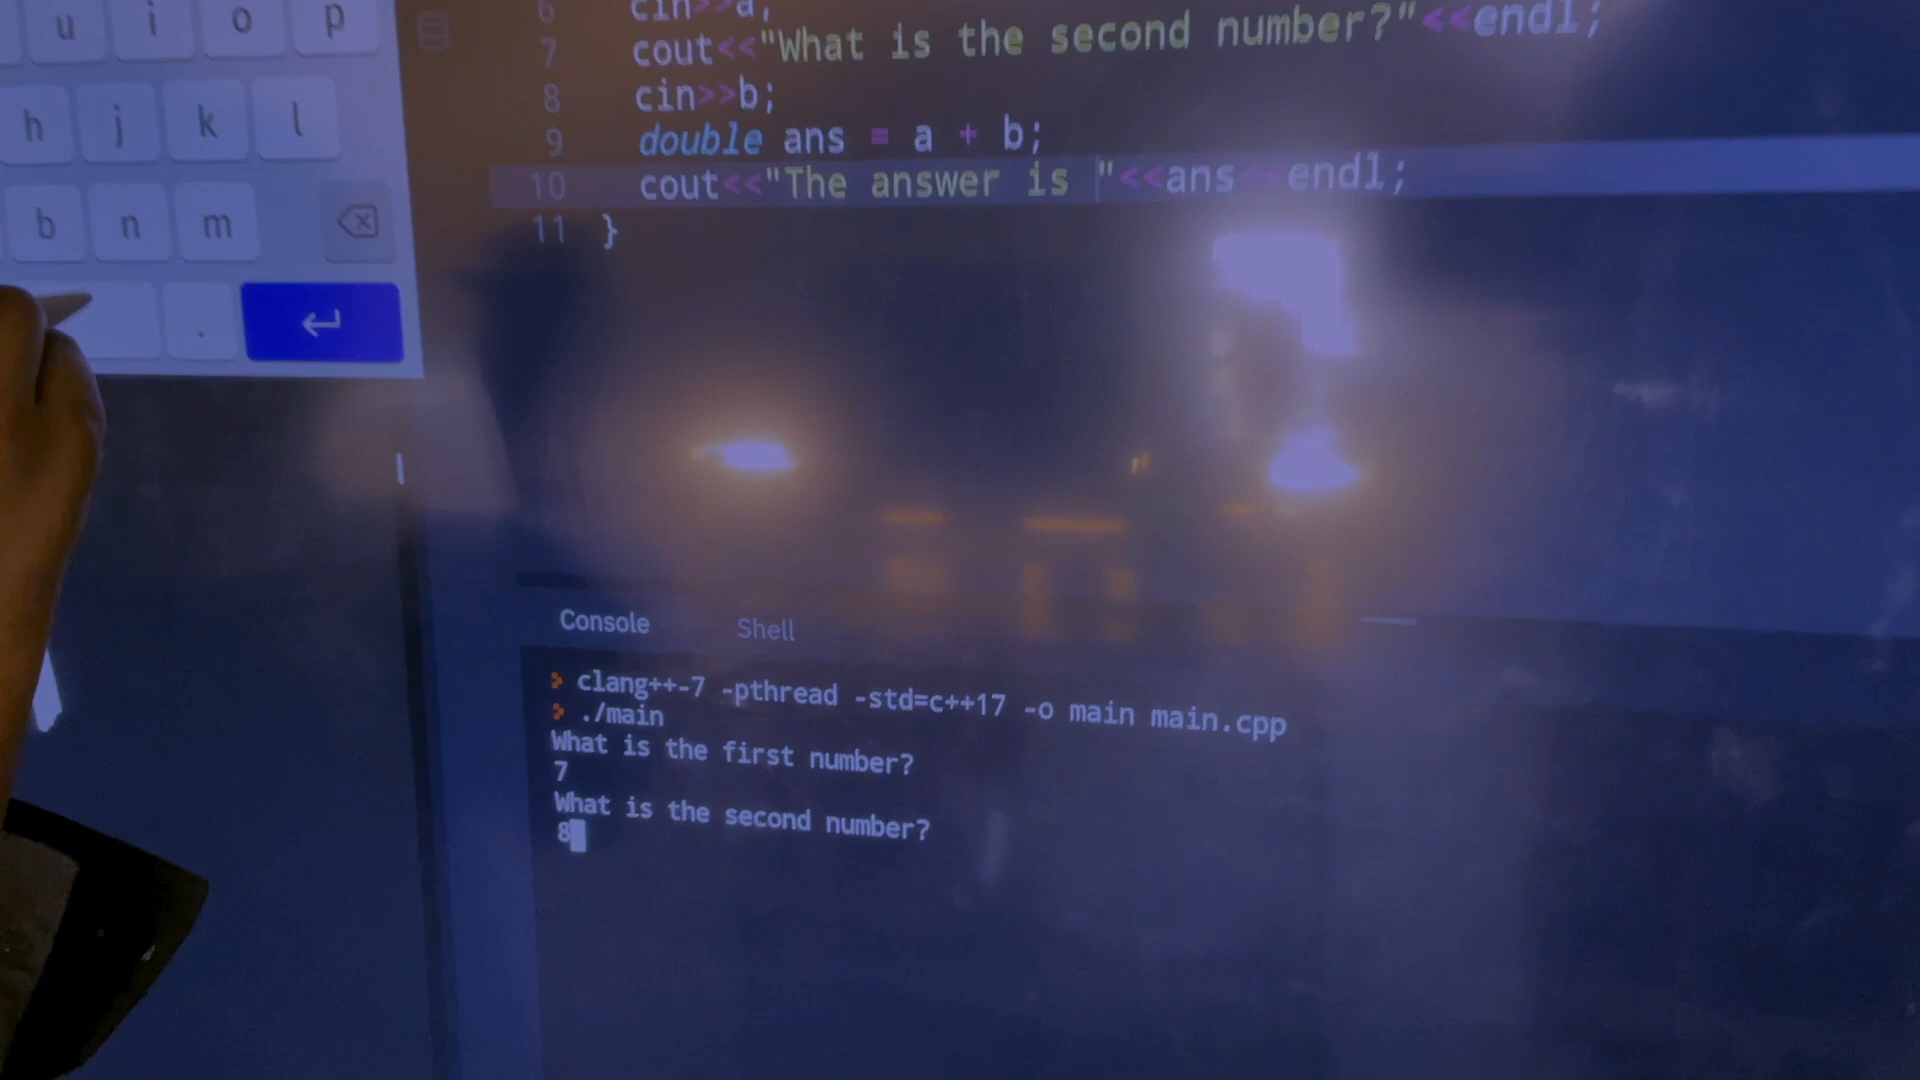 u i o p
h j k l
b n m
.
6 cin>>a;
7 cout<<"What is the second number?"<<endl;
8 cin>>b;
9 double ans = a + b;
10 cout<<"The answer is "<<ans<<endl;
11 }
Console Shell
clang++-7 -pthread -std=c++17 -o main main.cpp
./main
What is the first number?
7
What is the second number?
8